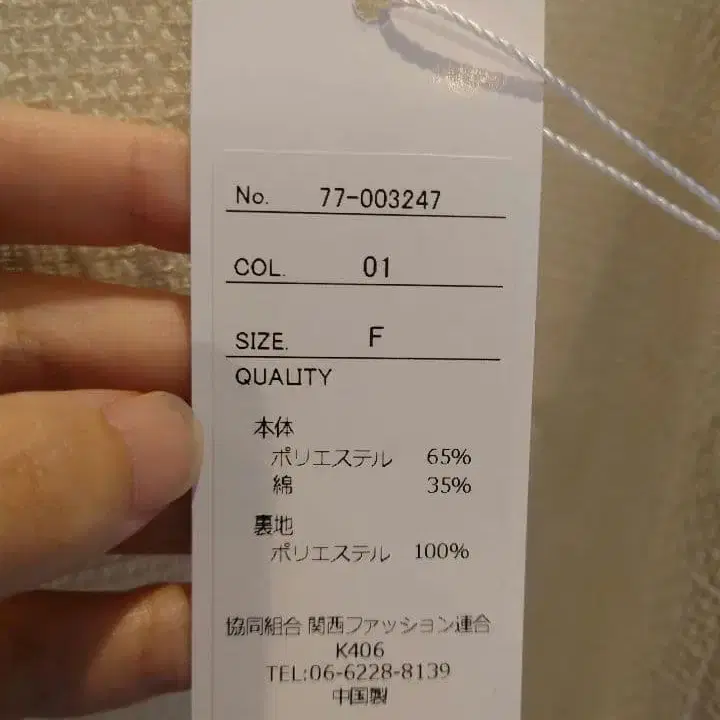 No. 77-003247
COL. 01
SIZE. F
QUALITY
本体
ポリエステル 65%
綿 35%
裏地
ポリエステル 100%
協同組合 関西ファッション連合
K406
TEL:06-6228-8139
中国製